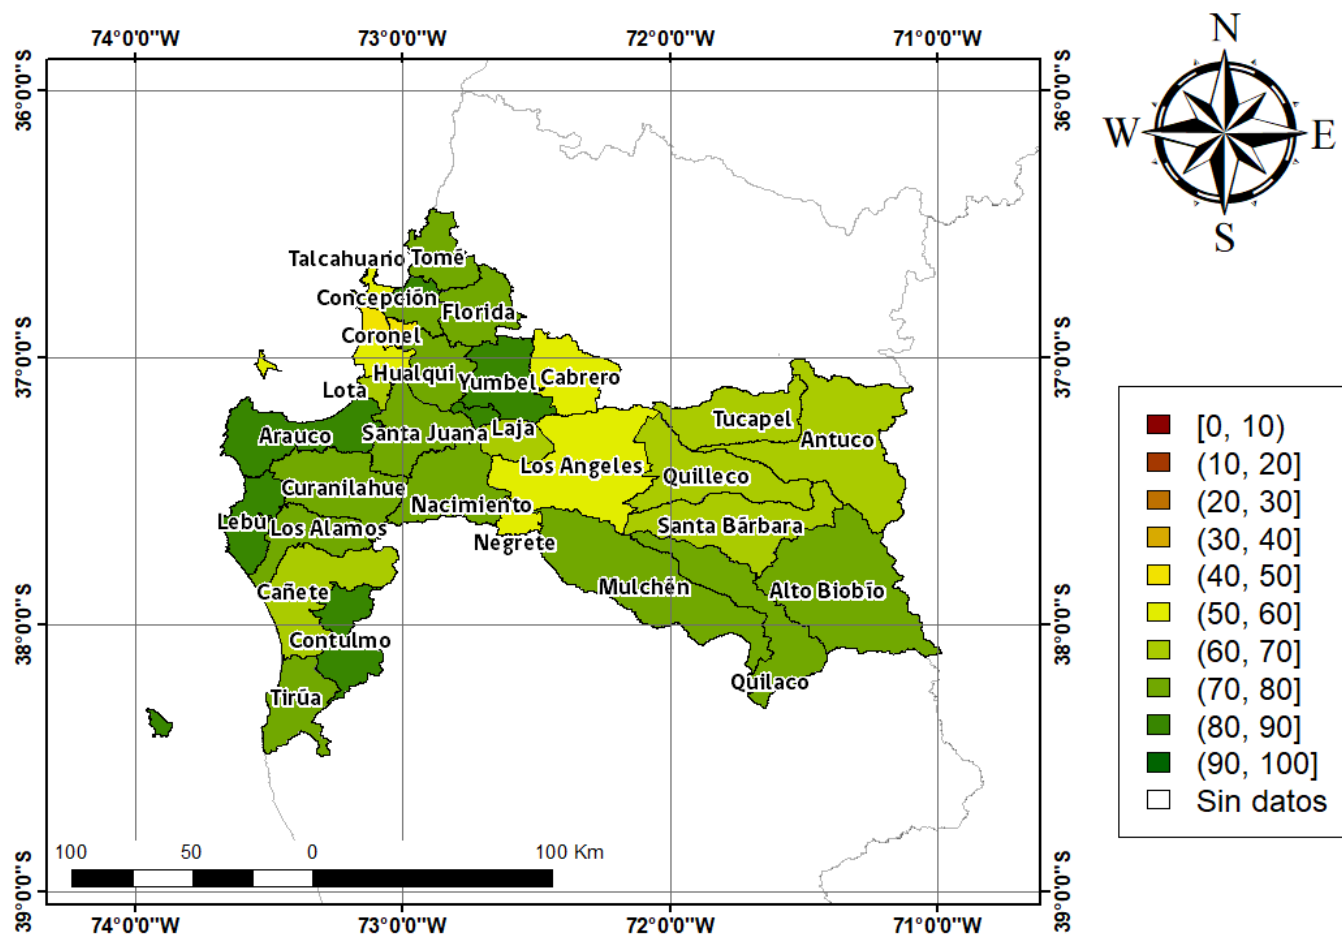 74°0'0"W 73°0'0"W 72°0'0"W 71°0'0"W
N
W E
S
36°0'0"S 36°0'0"S
Talcahuano Tomé
Concepción
Florida
Coronel
37°0'0"S 37°0'0"S
Hualqui Yumbel Cabrero
Lota
Arauco Santa Juana Laja Tucapel Antuco
Los Angeles Quilleco
Curanilahue Nacimiento
Lebu Los Alamos Santa Bárbara
Negrete
Cañete Mulchén Alto Biobío
38°0'0"S 38°0'0"S
Contulmo
Quilaco
Tirúa
[0, 10)
(10, 20]
(20, 30]
(30, 40]
(40, 50]
(50, 60]
(60, 70]
(70, 80]
(80, 90]
(90, 100]
Sin datos
100 50 0 100 Km
39°0'0"S 39°0'0"S
74°0'0"W 73°0'0"W 72°0'0"W 71°0'0"W